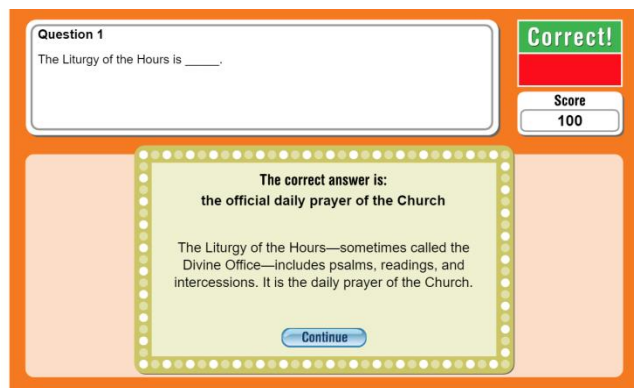 Question 1
The Liturgy of the Hours is _____.
Correct!
Score
100
The correct answer is:
the official daily prayer of the Church
The Liturgy of the Hours—sometimes called the
Divine Office—includes psalms, readings, and
intercessions. It is the daily prayer of the Church.
Continue